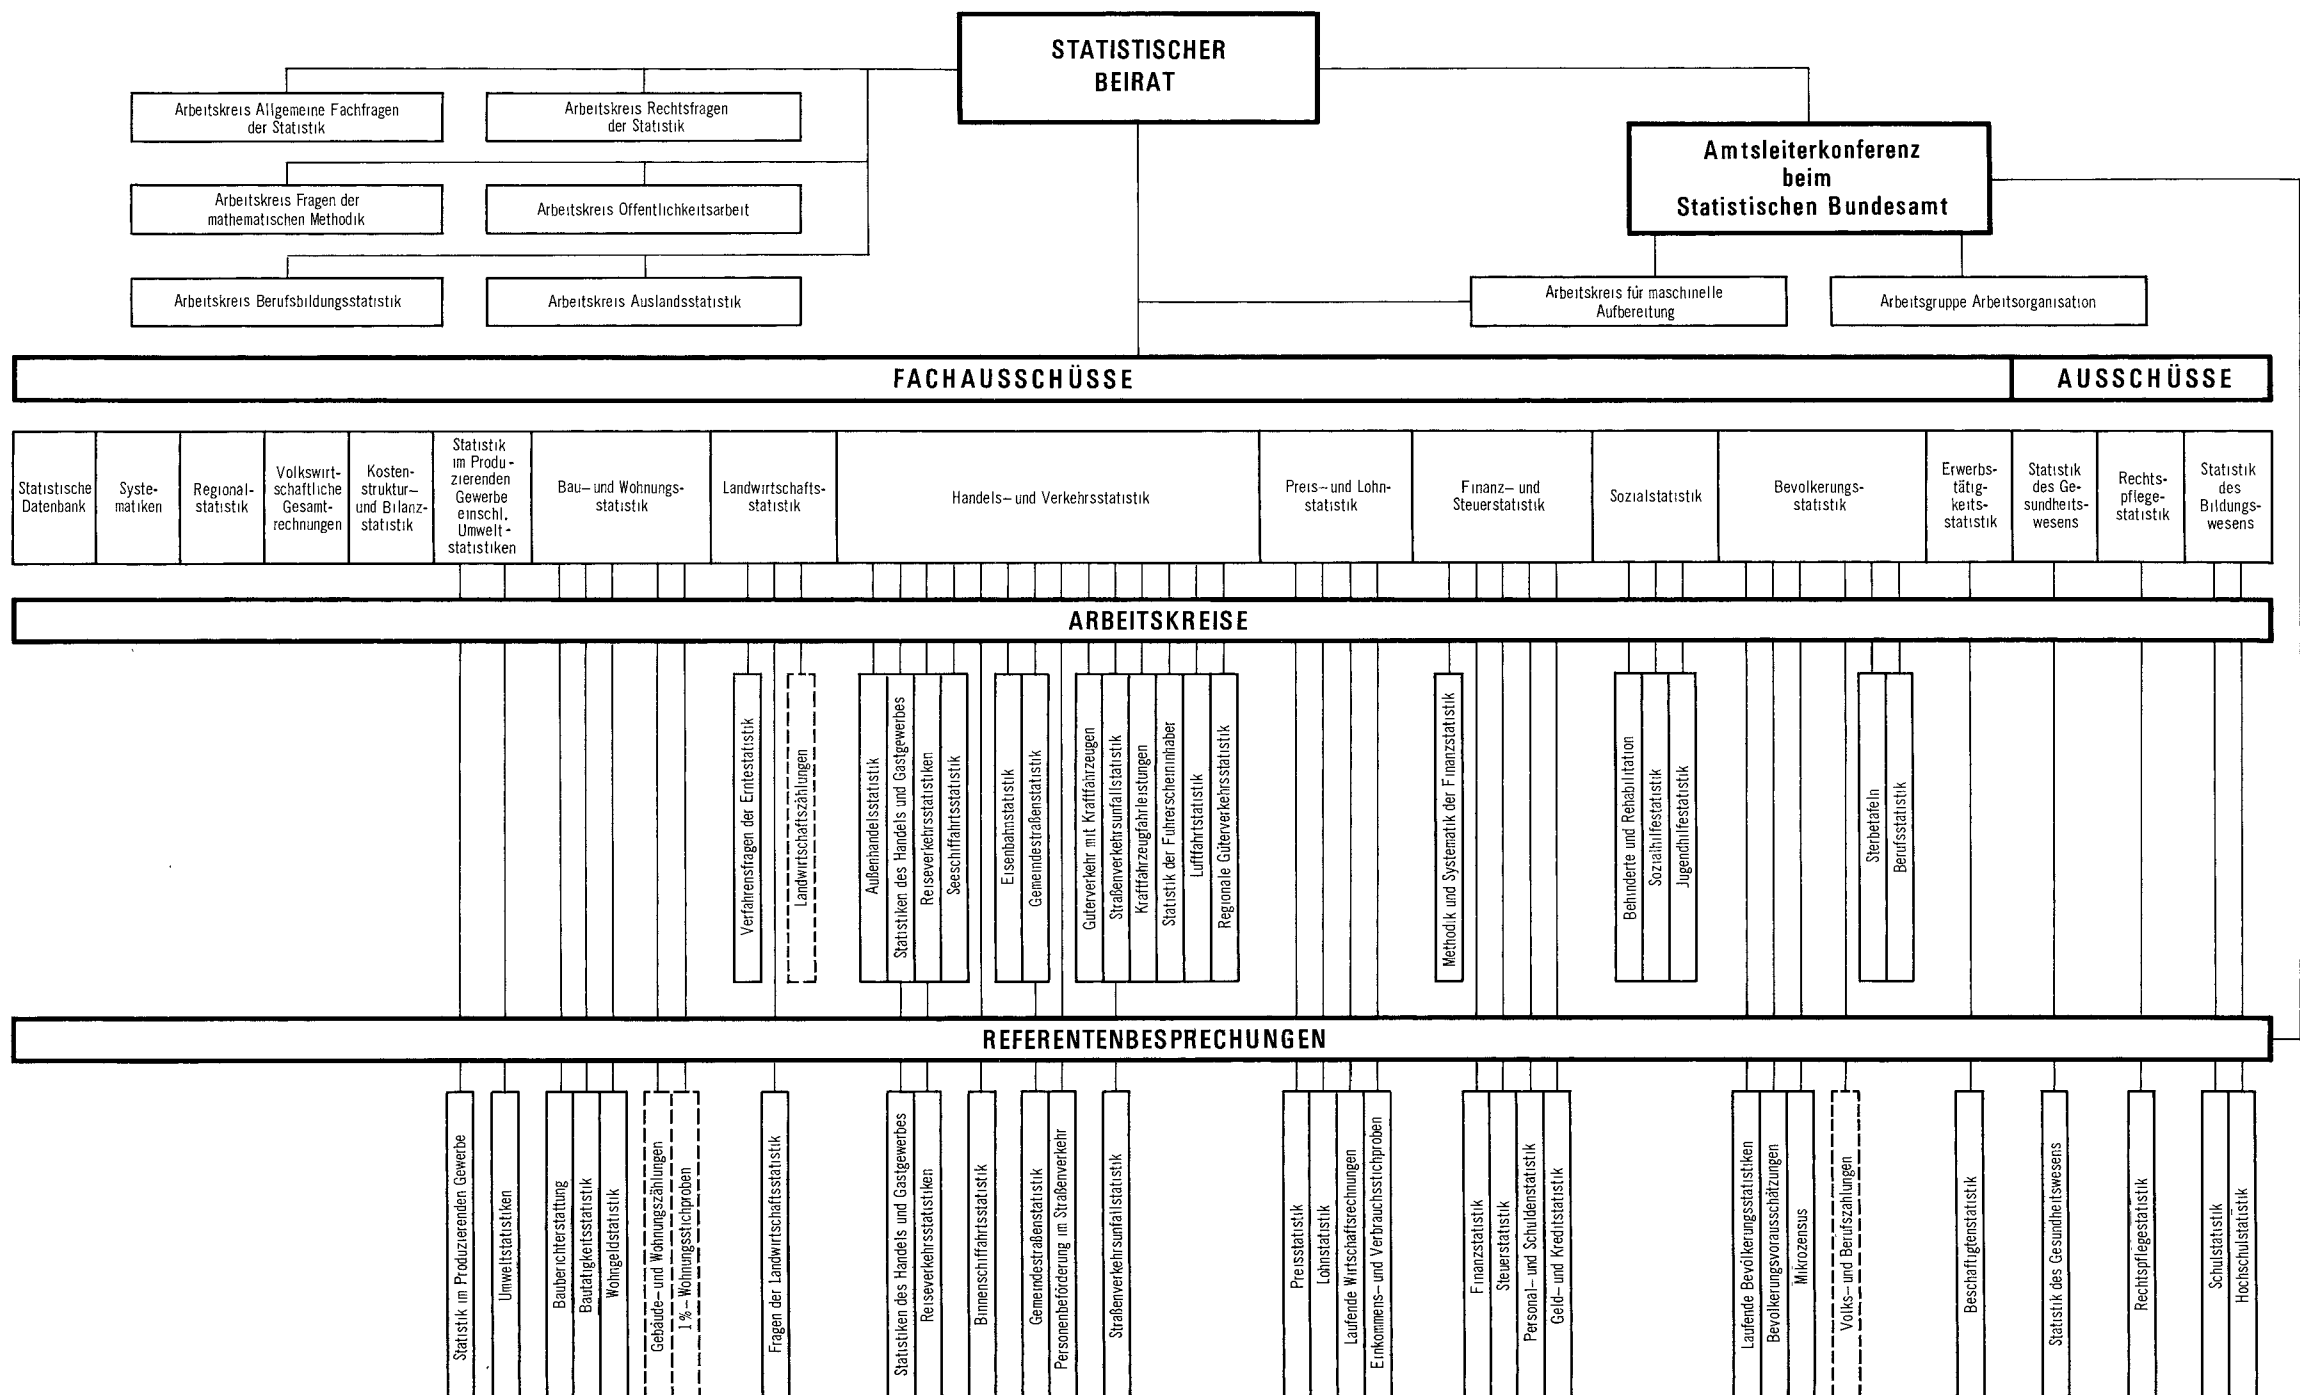 STATISTISCHER
BEIRAT
Arbeitskreis Allgemeine Fachfragen
der Statistik
Arbeitskreis Rechtsfragen
der Statistik
Amtsleiterkonferenz
beim
Statistischen Bundesamt
Arbeitskreis Fragen der
mathematischen Methodik
Arbeitskreis Offentlichkeitsarbeit
Arbeitskreis Berufsbildungsstatistik
Arbeitskreis Auslandsstatistik
Arbeitskreis für maschinelle
Aufbereitung
Arbeitsgruppe Arbeitsorganisation
FACHAUSSCHÜSSE
AUSSCHÜSSE
Statistische
Datenbank
Syste-
matiken
Regional-
statistik
Volkswirt-
schaftliche
Gesamt-
rechnungen
Kosten-
struktur-
und Bilanz-
statistik
Statistik
im Produ-
zierenden
Gewerbe
einschl.
Umwelt-
statistiken
Bau- und Wohnungs-
statistik
Landwirtschafts-
statistik
Handels- und Verkehrsstatistik
Preis- und Lohn-
statistik
Finanz- und
Steuerstatistik
Sozialstatistik
Bevolkerungs-
statistik
Erwerbs-
tätig-
keits-
statistik
Statistik
des Ge-
sundheits-
wesens
Rechts-
pflege-
statistik
Statistik
des
Bildungs-
wesens
ARBEITSKREISE
Verfahrensfragen der Erntestatistik
Landwirtschaftszählungen
Außenhandelsstatistik
Statistiken des Handels und Gastgewerbes
Reiseverkehrsstatistiken
Seeschiffahrtsstatistik
Eisenbahnstatistik
Gemeindestraßenstatistik
Guterverkehr mit Kraftfahrzeugen
Straßenverkehrsunfallstatistik
Kraftfahrzeugfahrleistungen
Statistik der Fuhrerscheininhaber
Luftfahrtstatistik
Regionale Güterverkehrsstatistik
Methodik und Systematik der Finanzstatistik
Behinderte und Rehabilitation
Sozialhilfestatistik
Jugendhilfestatistik
Sterbetafeln
Berufsstatistik
REFERENTENBESPRECHUNGEN
Statistik im Produzierenden Gewerbe
Umweltstatistiken
Bauberichterstattung
Bautätigkeitsstatistik
Wohngeldstatistik
Gebäude- und Wohnungszählungen
1%-Wohnungsstichproben
Fragen der Landwirtschaftsstatistik
Statistiken des Handels und Gastgewerbes
Reiseverkehrsstatistiken
Binnenschiffahrtsstatistik
Gemeindestraßenstatistik
Personenbeförderung im Straßenverkehr
Straßenverkehrsunfallstatistik
Preisstatistik
Lohnstatistik
Laufende Wirtschaftsrechnungen
Einkommens- und Verbrauchsstichproben
Finanzstatistik
Steuerstatistik
Personal- und Schuldenstatistik
Geld- und Kreditstatistik
Laufende Bevölkerungsstatistiken
Bevolkerungsvorausschätzungen
Mikrozensus
Volks- und Berufszahlungen
Beschaftigtenstatistik
Statistik des Gesundheitswesens
Rechtspflegestatistik
Schulstatistik
Hochschulstatistik